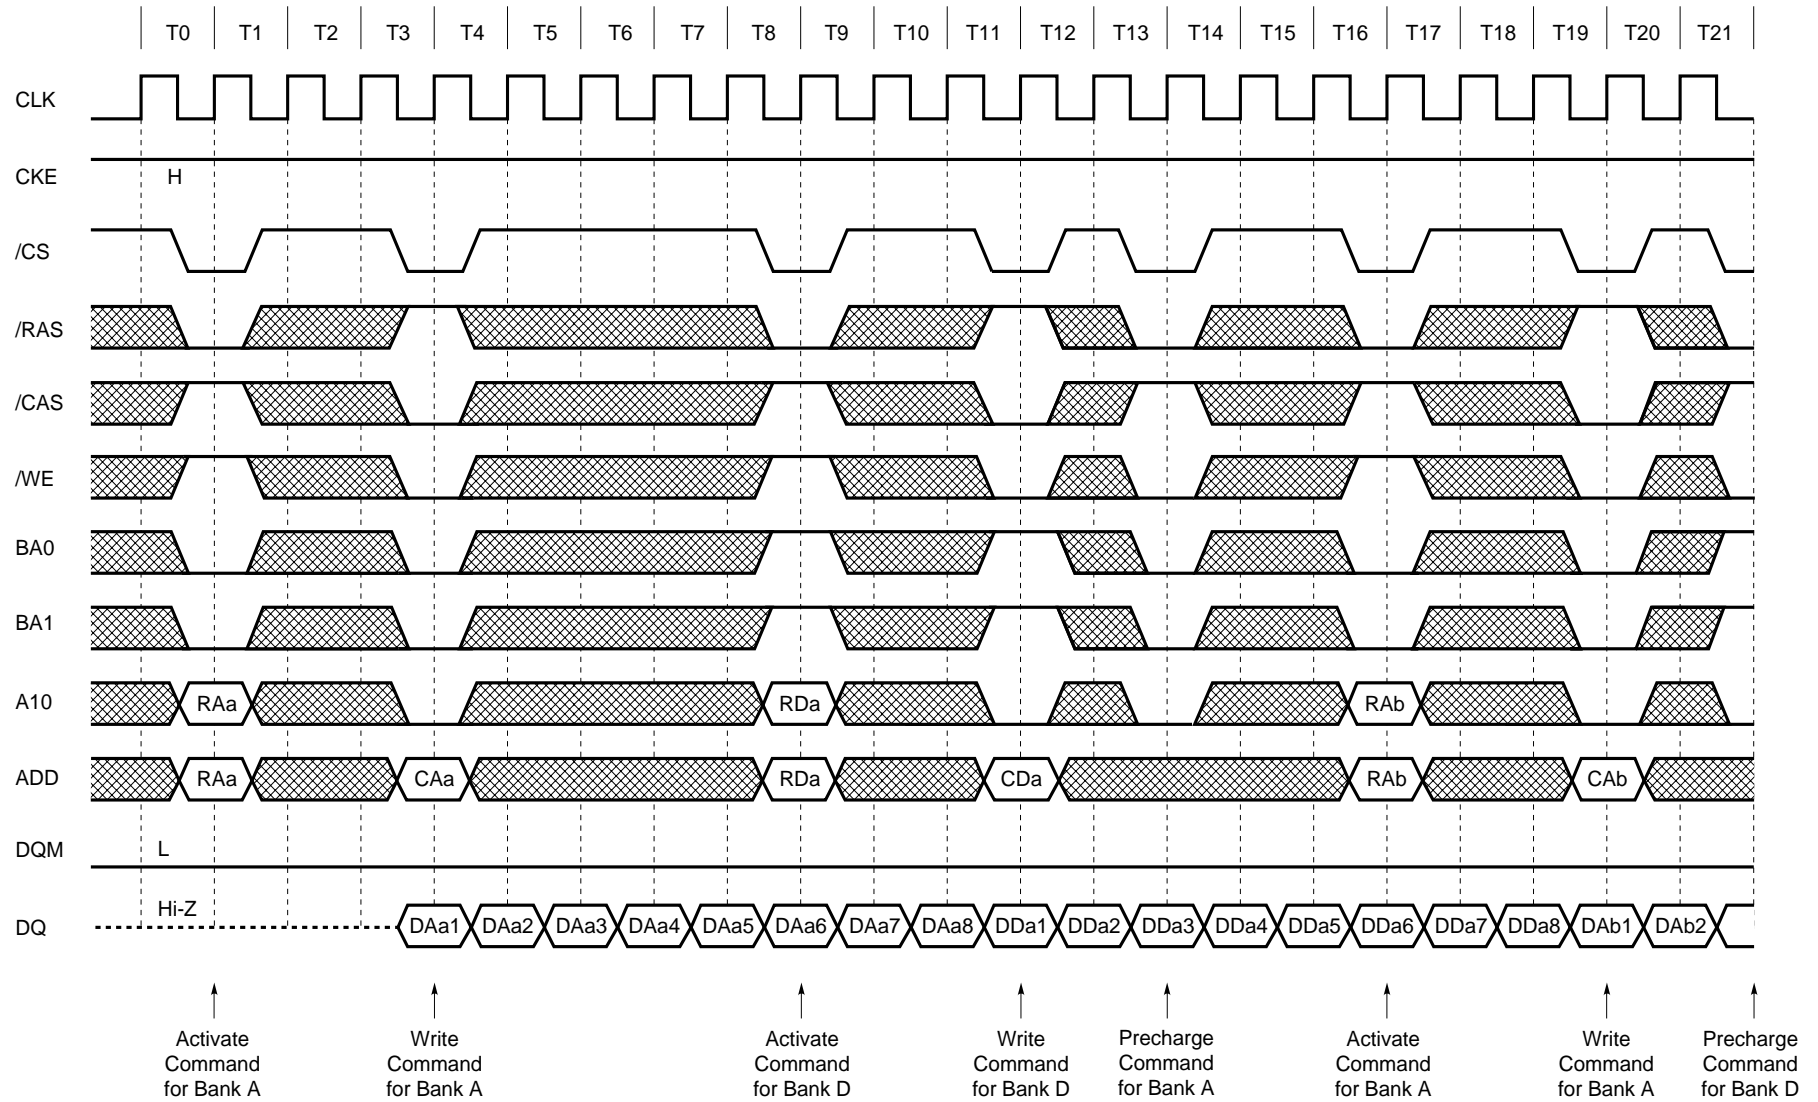 T0 T1 T2 T3 T4 T5 T6 T7 T8 T9 T10 T11 T12 T13 T14 T15 T16 T17 T18 T19 T20 T21
CLK
CKE
H
/CS
/RAS
/CAS
/WE
BA0
BA1
A10 RAa RDa RAb
ADD RAa CAa RDa CDa RAb CAb
DQM L
Hi-Z
DQ DAa1 DAa2 DAa3 DAa4 DAa5 DAa6 DAa7 DAa8 DDa1 DDa2 DDa3 DDa4 DDa5 DDa6 DDa7 DDa8 DAb1 DAb2
Activate
Command
for Bank A
Write
Command
for Bank A
Activate
Command
for Bank D
Write
Command
for Bank D
Precharge
Command
for Bank A
Activate
Command
for Bank A
Write
Command
for Bank A
Precharge
Command
for Bank D